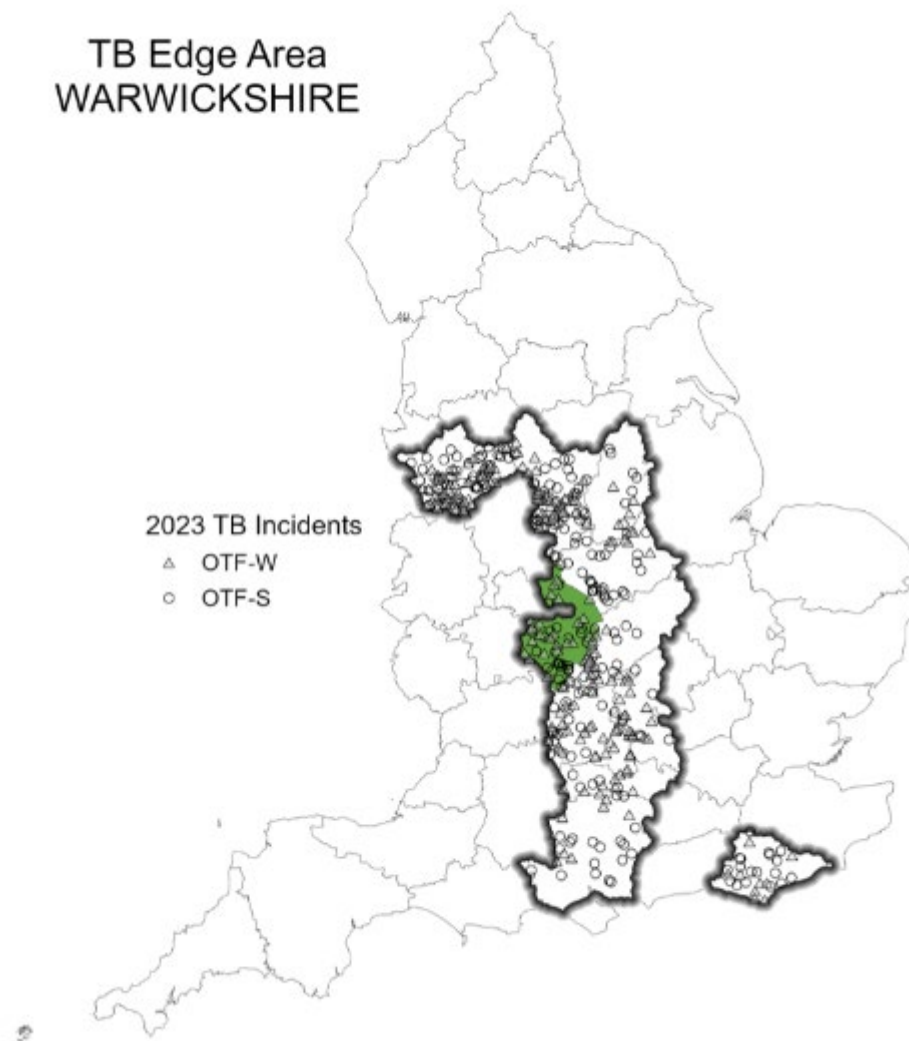 TB Edge Area
WARWICKSHIRE
2023 TB Incidents
OTF-W
OTF-S